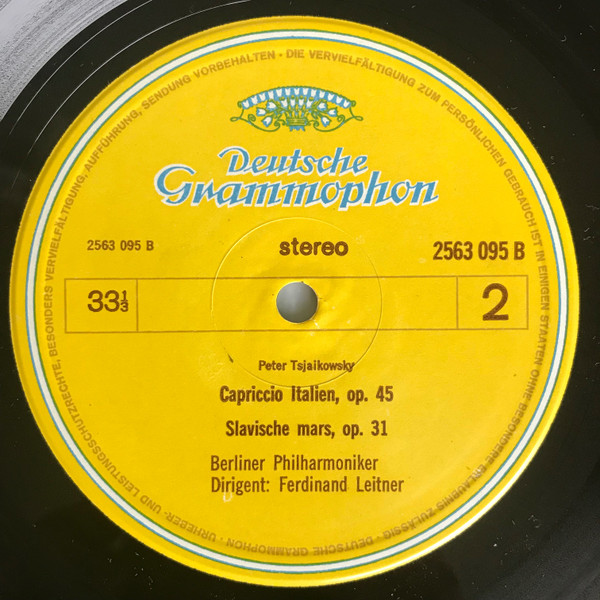 Deutsche
Grammophon
2563 095 B
stereo
2563 095 B
33⅓
2
Peter Tsjaikowsky
Capriccio Italien, op. 45
Slavische mars, op. 31
Berliner Philharmoniker
Dirigent: Ferdinand Leitner
DEUTSCHE GRAMMOPHON · URHEBER- UND LEISTUNGSSCHUTZRECHTE, BESONDERS VERVIELFÄLTIGUNG, AUFFÜHRUNG, SENDUNG VORBEHALTEN · DIE VERVIELFÄLTIGUNG ZUM PERSÖNLICHEN GEBRAUCH IST IN EINIGEN STAATEN OHNE BESONDERE ERLAUBNIS ZULÄSSIG ·